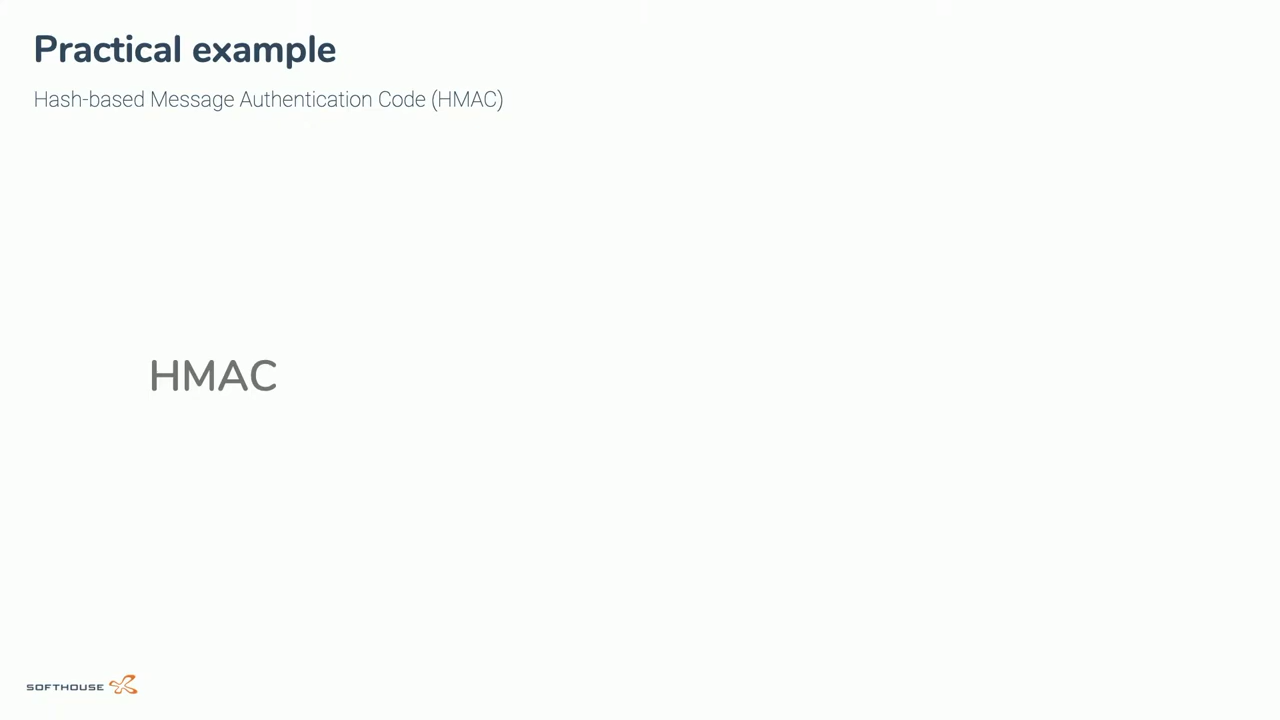 Practical example
Hash-based Message Authentication Code (HMAC)
HMAC
SOFTHOUSE